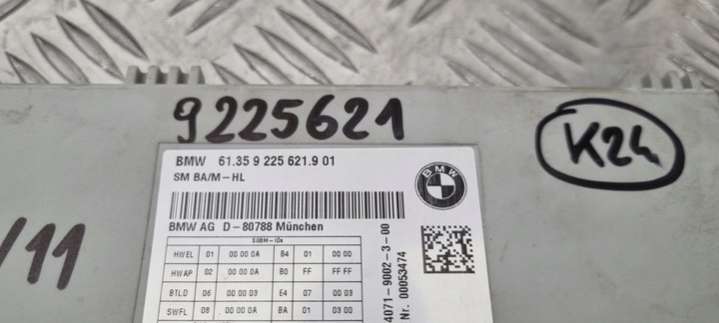 9225621
K24
/11
BMW 61.35 9 225 621.9 01
SM BA/M-HL
BMW
BMW AG D-80788 München
SGBM-IDs
HWEL 01 00 00 0A B4 01 00 00
HWAP 02 00 00 0A B0 FF FF FF
BTLD 06 00 00 03 E4 07 00 03
SWFL 08 00 00 0A BA 01 03 00
4071-9002-3-00
Nr. 00053474